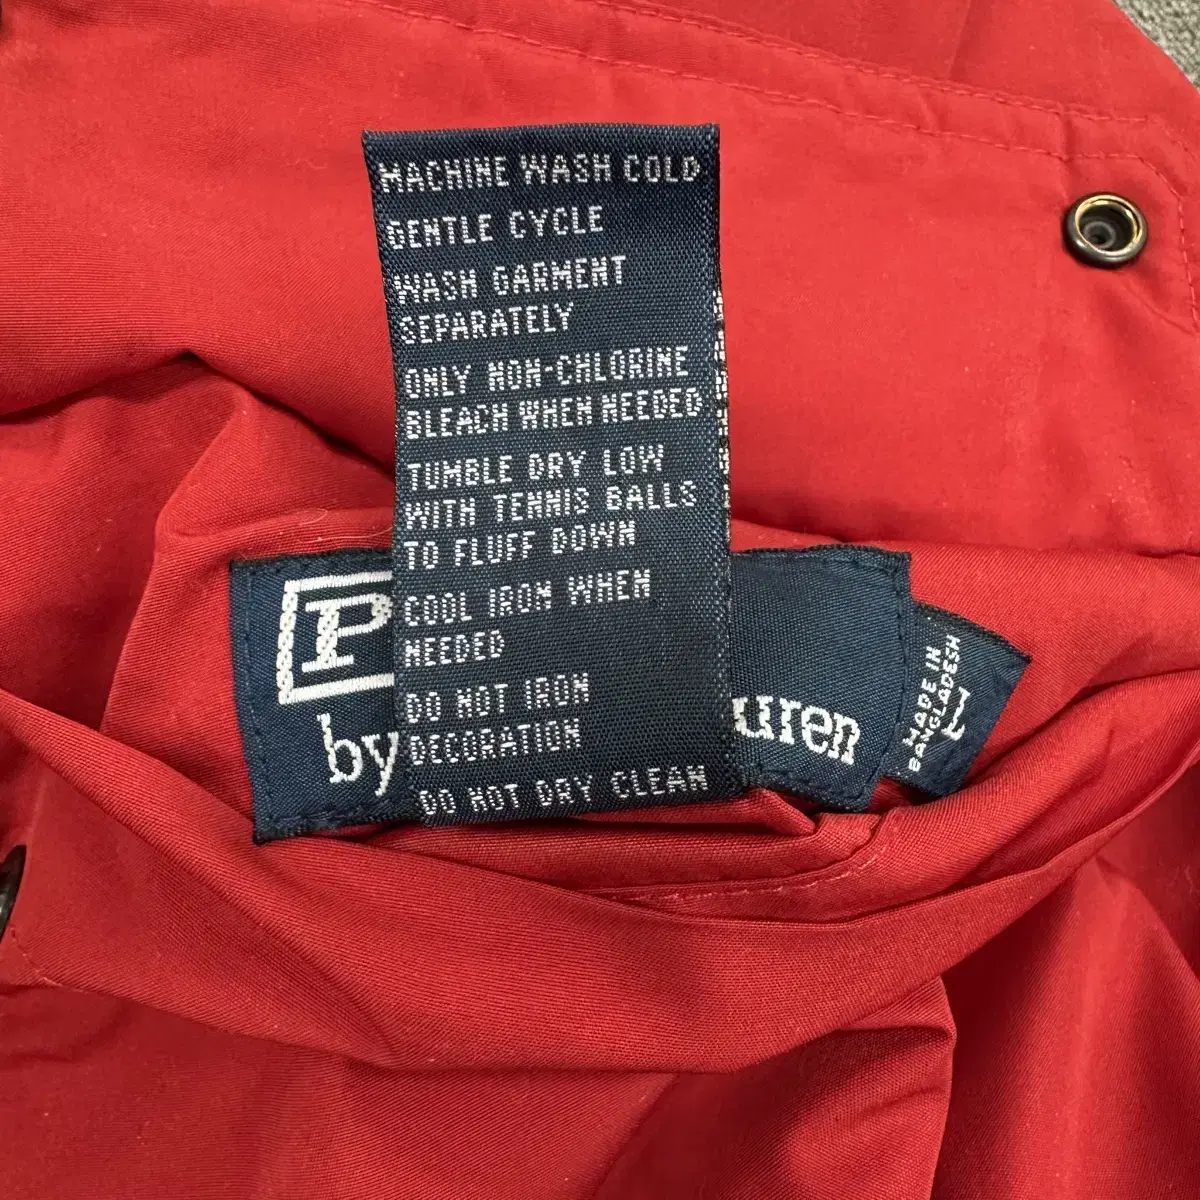 MACHINE WASH COLD
GENTLE CYCLE
WASH GARMENT
SEPARATELY
ONLY NON-CHLORINE
BLEACH WHEN NEEDED
TUMBLE DRY LOW
WITH TENNIS BALLS
TO FLUFF DOWN
COOL IRON WHEN
NEEDED
DO NOT IRON
DECORATION
DO NOT DRY CLEAN
P
by uren
MADE IN
BANGLADESH
L